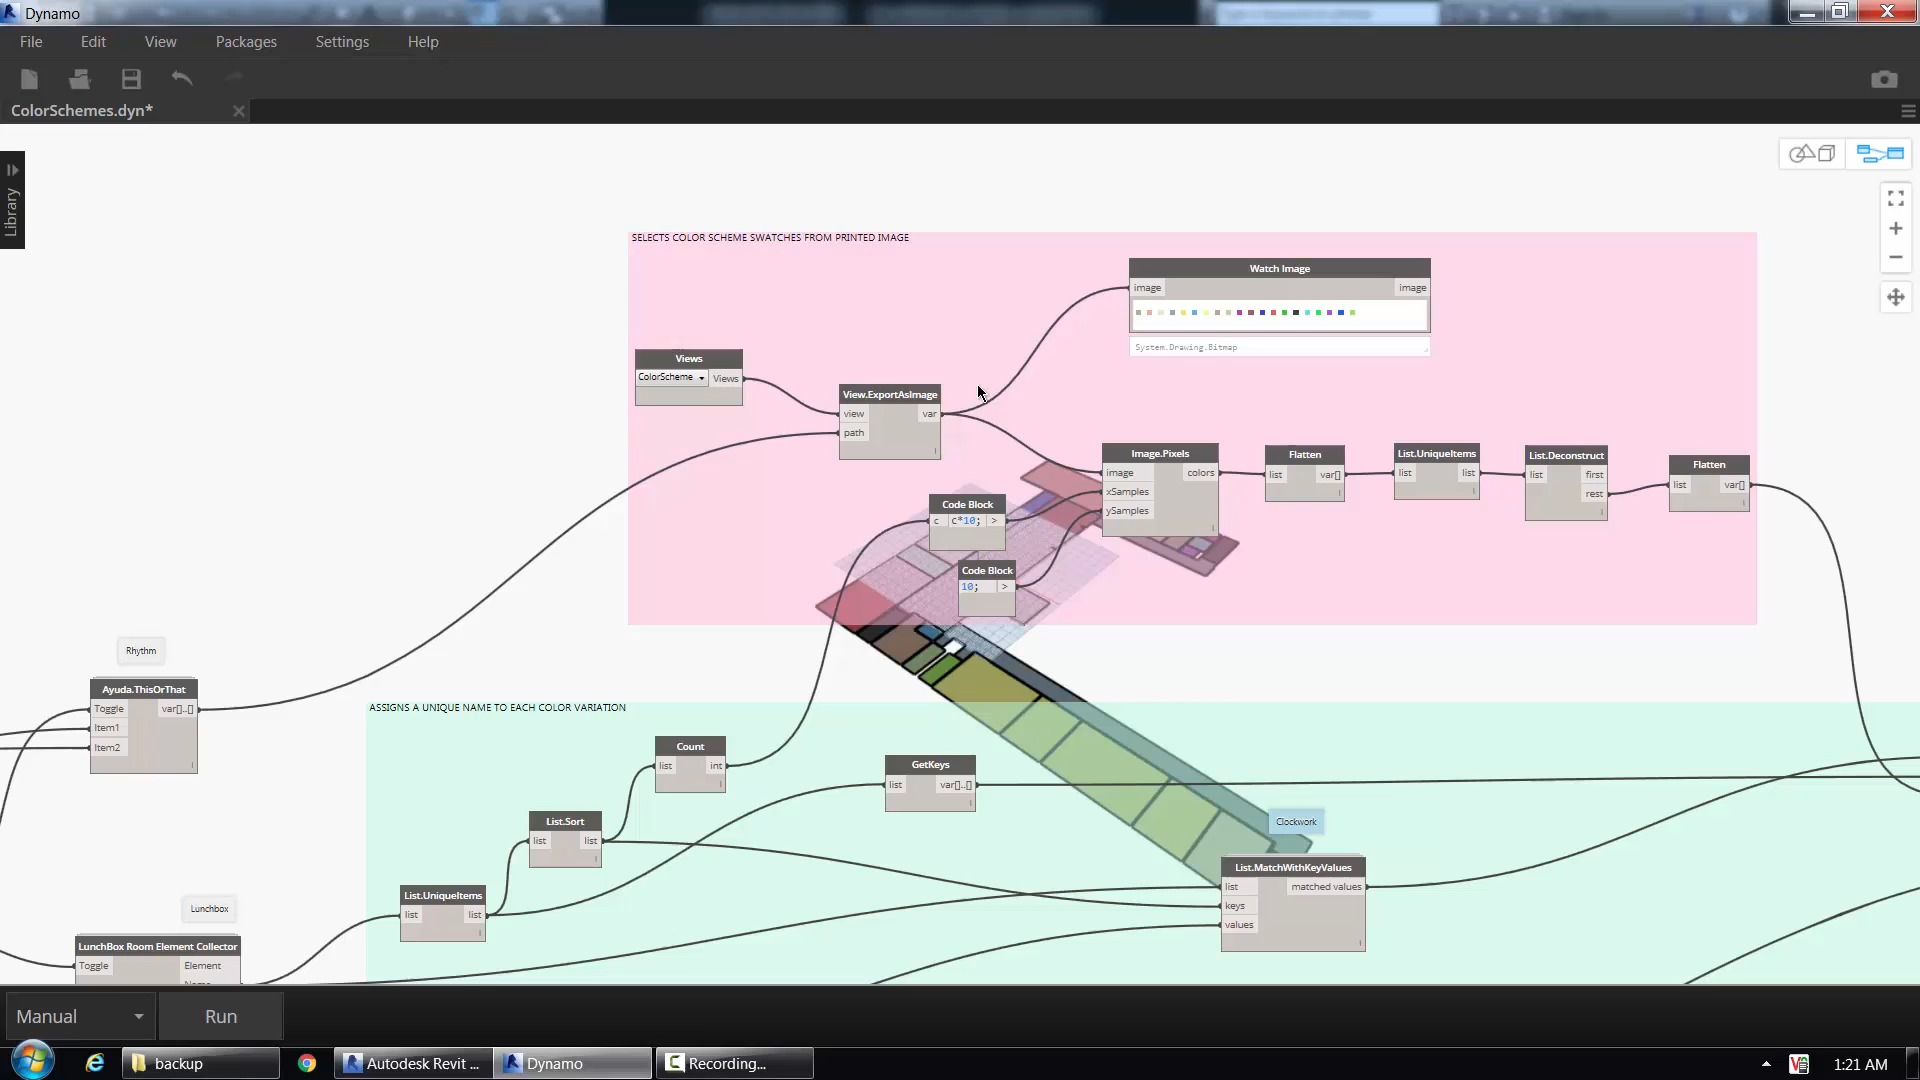 Dynamo
File Edit View Packages Settings Help
ColorSchemes.dyn*
Library
SELECTS COLOR SCHEME SWATCHES FROM PRINTED IMAGE
Watch Image
image image
System.Drawing.Bitmap
Views
ColorScheme Views
View.ExportAsImage
view var
path
Image.Pixels
image colors
xSamples
ySamples
Flatten
list var[]
List.UniqueItems
list list
List.Deconstruct
list first
rest
Flatten
list var[]
Code Block
c c*10; >
Code Block
10; >
Rhythm
Ayuda.ThisOrThat
Toggle var[]..[]
Item1
Item2
ASSIGNS A UNIQUE NAME TO EACH COLOR VARIATION
Count
list int
GetKeys
list var[]..[]
List.Sort
list list
Clockwork
List.MatchWithKeyValues
list matched values
keys
values
List.UniqueItems
list list
Lunchbox
LunchBox Room Element Collector
Toggle Element
Manual Run
backup Autodesk Revit ... Dynamo Recording... 1:21 AM